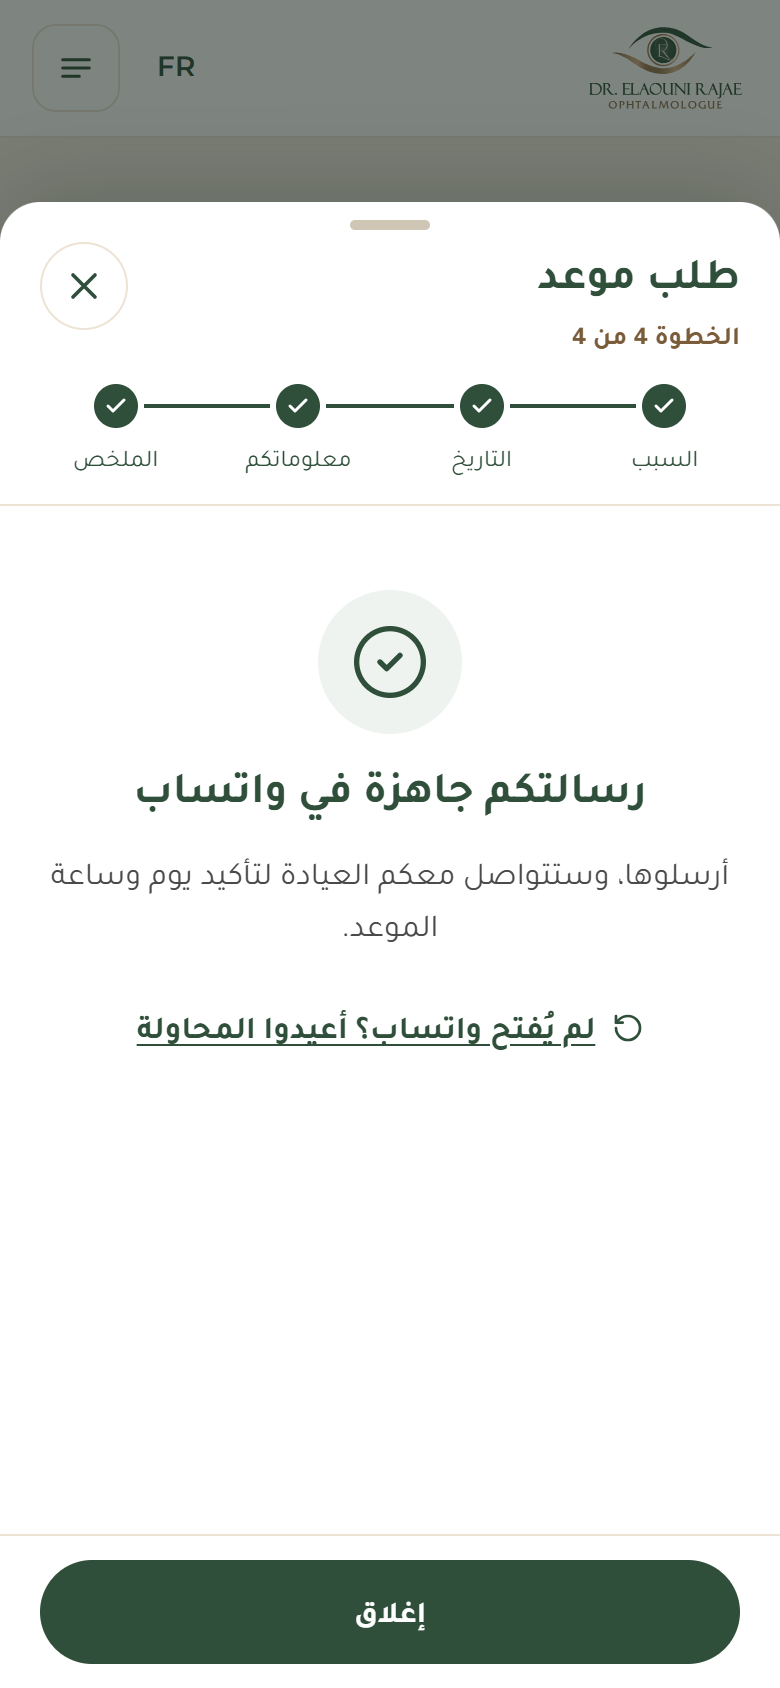 FR
DR. ELAOUNI RAJAE
OPHTALMOLOGUE
طلب موعد
الخطوة 4 من 4
السبب
التاريخ
معلوماتكم
الملخص
رسالتكم جاهزة في واتساب
أرسلوها، وستتواصل معكم العيادة لتأكيد يوم وساعة
الموعد.
لم يُفتح واتساب؟ أعيدوا المحاولة
إغلاق